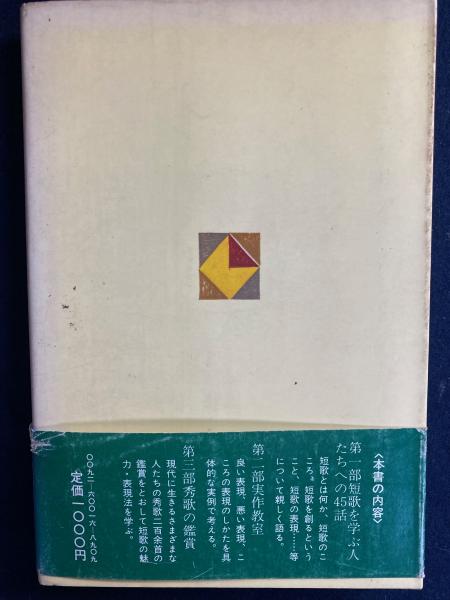 〈本書の内容〉
第一部短歌を学ぶ人
たちへの45話
短歌とは何か、短歌のこ
ころ、短歌を創るという
こと、短歌の表現……等
について親しく語る。
第二部実作教室
良い表現、悪い表現、こ
ころの表現のしかたを具
体的な実例で考える。
第三部秀歌の鑑賞
現代に生きるさまざまな
人たちの秀歌二百余首の
鑑賞をとおして短歌の魅
力・表現法を学ぶ。
〇〇九二―六〇〇一六―八九〇九
定価一〇〇〇円